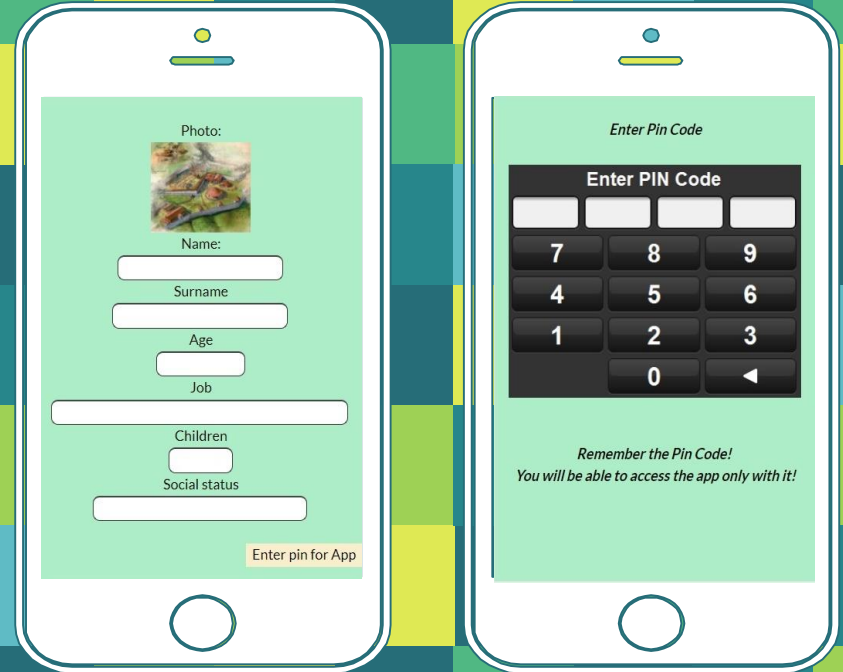 Photo:
Name:
Surname
Age
Job
Children
Social status
Enter pin for App
Enter Pin Code
Enter PIN Code
7 8 9
4 5 6
1 2 3
0 ◀
Remember the Pin Code!
You will be able to access the app only with it!